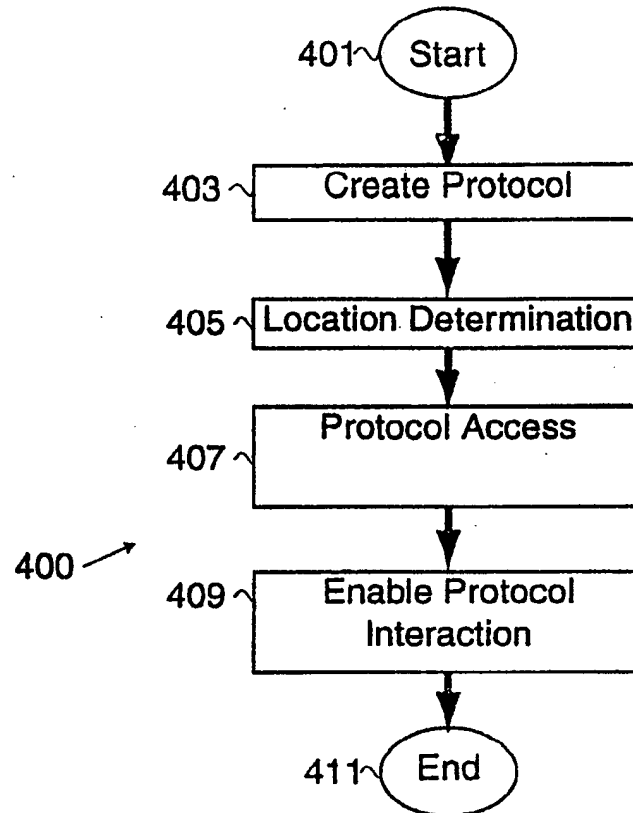 401 Start
403 Create Protocol
405 Location Determination
407 Protocol Access
400
409 Enable Protocol
Interaction
411 End